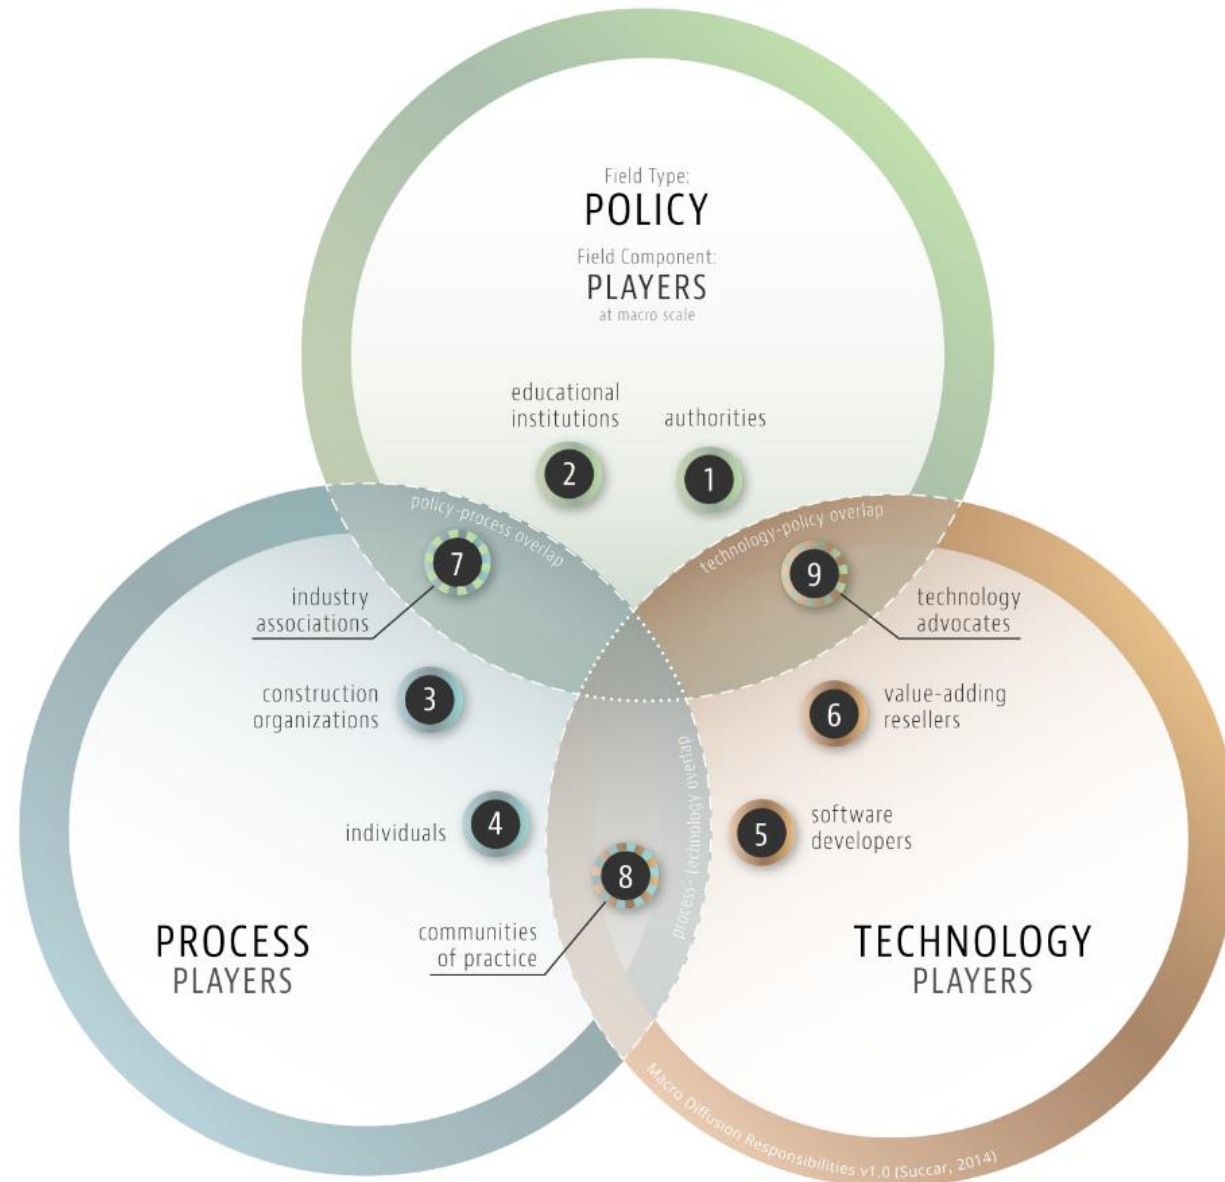 Field Type:
POLICY
Field Component:
PLAYERS
at macro scale
educational
institutions
authorities
2
1
policy-process overlap
technology-policy overlap
7
9
industry
associations
technology
advocates
construction
organizations
3
6
value-adding
resellers
individuals
4
5
software
developers
process- technology overlap
8
communities
of practice
PROCESS
PLAYERS
TECHNOLOGY
PLAYERS
Macro Diffusion Responsibilities v1.0 (Succar, 2014)